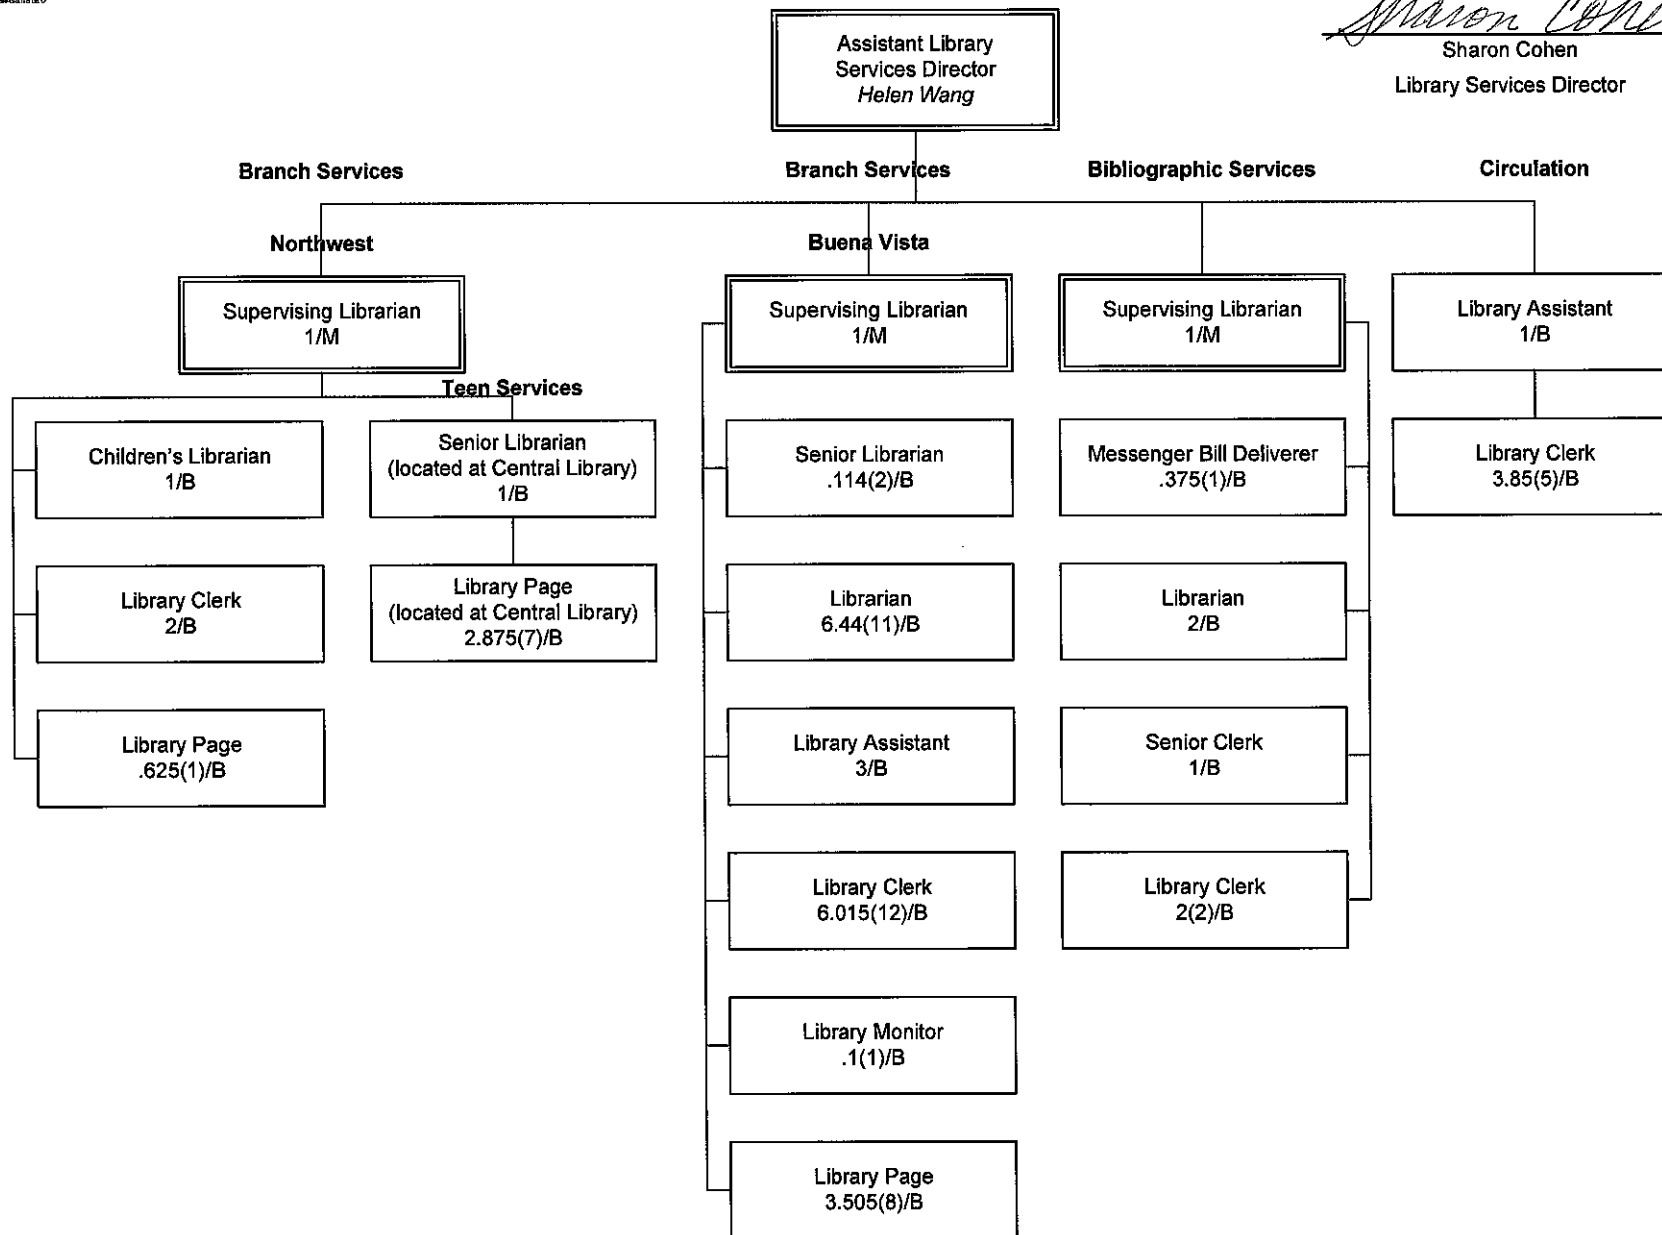 Assistant Library
Services Director
Helen Wang
Sharon Cohen
Library Services Director
Branch Services
Branch Services
Bibliographic Services
Circulation
Northwest
Buena Vista
Supervising Librarian
1/M
Supervising Librarian
1/M
Supervising Librarian
1/M
Library Assistant
1/B
Teen Services
Children's Librarian
1/B
Senior Librarian
(located at Central Library)
1/B
Senior Librarian
.114(2)/B
Messenger Bill Deliverer
.375(1)/B
Library Clerk
3.85(5)/B
Library Clerk
2/B
Library Page
(located at Central Library)
2.875(7)/B
Librarian
6.44(11)/B
Librarian
2/B
Library Page
.625(1)/B
Library Assistant
3/B
Senior Clerk
1/B
Library Clerk
6.015(12)/B
Library Clerk
2(2)/B
Library Monitor
.1(1)/B
Library Page
3.505(8)/B